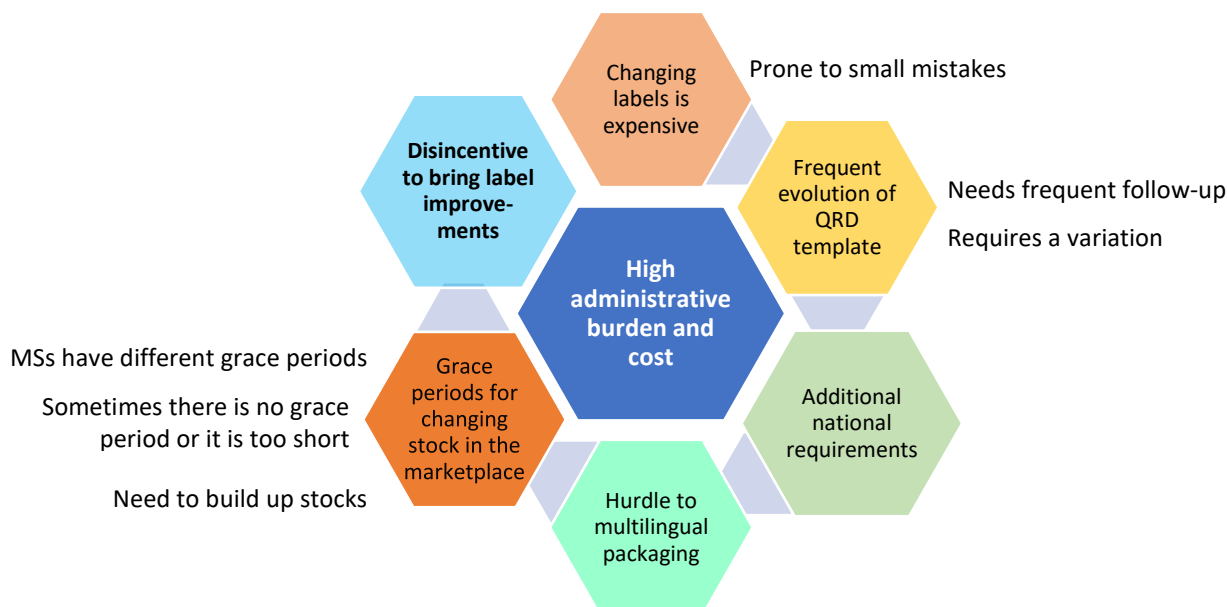 Changing
labels is
expensive
Prone to small mistakes
Disincentive
to bring label
improve-
ments
Frequent
evolution of
QRD
template
Needs frequent follow-up
Requires a variation
High
administrative
burden and
cost
MSs have different grace periods
Sometimes there is no grace
period or it is too short
Need to build up stocks
Grace
periods for
changing
stock in the
marketplace
Additional
national
requirements
Hurdle to
multilingual
packaging